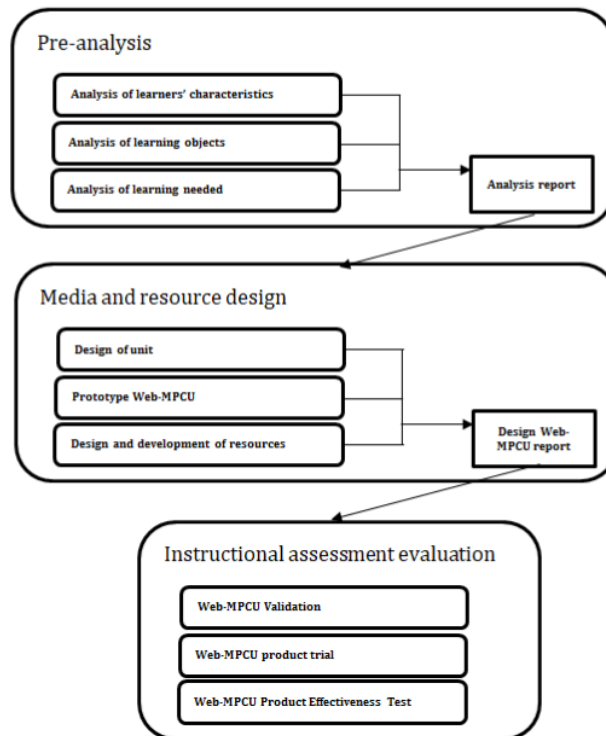 Pre-analysis
Analysis of learners' characteristics
Analysis of learning objects
Analysis of learning needed
Analysis report
Media and resource design
Design of unit
Prototype Web-MPCU
Design and development of resources
Design Web-
MPCU report
Instructional assessment evaluation
Web-MPCU Validation
Web-MPCU product trial
Web-MPCU Product Effectiveness Test